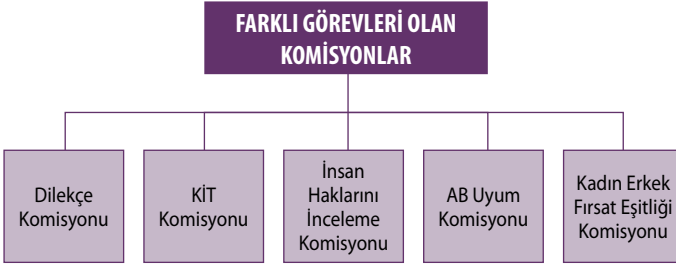 FARKLI GÖREVLERİ OLAN
KOMİSYONLAR
Dilekçe
Komisyonu
KİT
Komisyonu
İnsan
Haklarını
İnceleme
Komisyonu
AB Uyum
Komisyonu
Kadın Erkek
Fırsat Eşitliği
Komisyonu